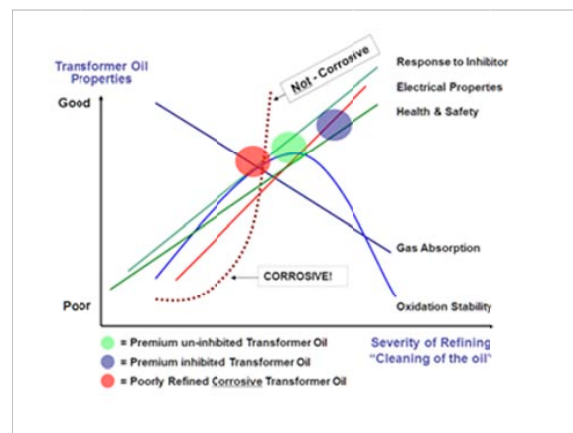 Transformer Oil
Properties
Not - Corrosive
Response to Inhibitor
Electrical Propertes
Health & Safety
Good
Gas Absorption
CORROSIVE!
Poor
Oxidation Stability
= Premium un-inhbited Transformer Oil
= Premium inhibited Transformer Oil
= Poorly Refined Corrosive Transformer Oil
Severity of Refining
"Cleaning of the oil"